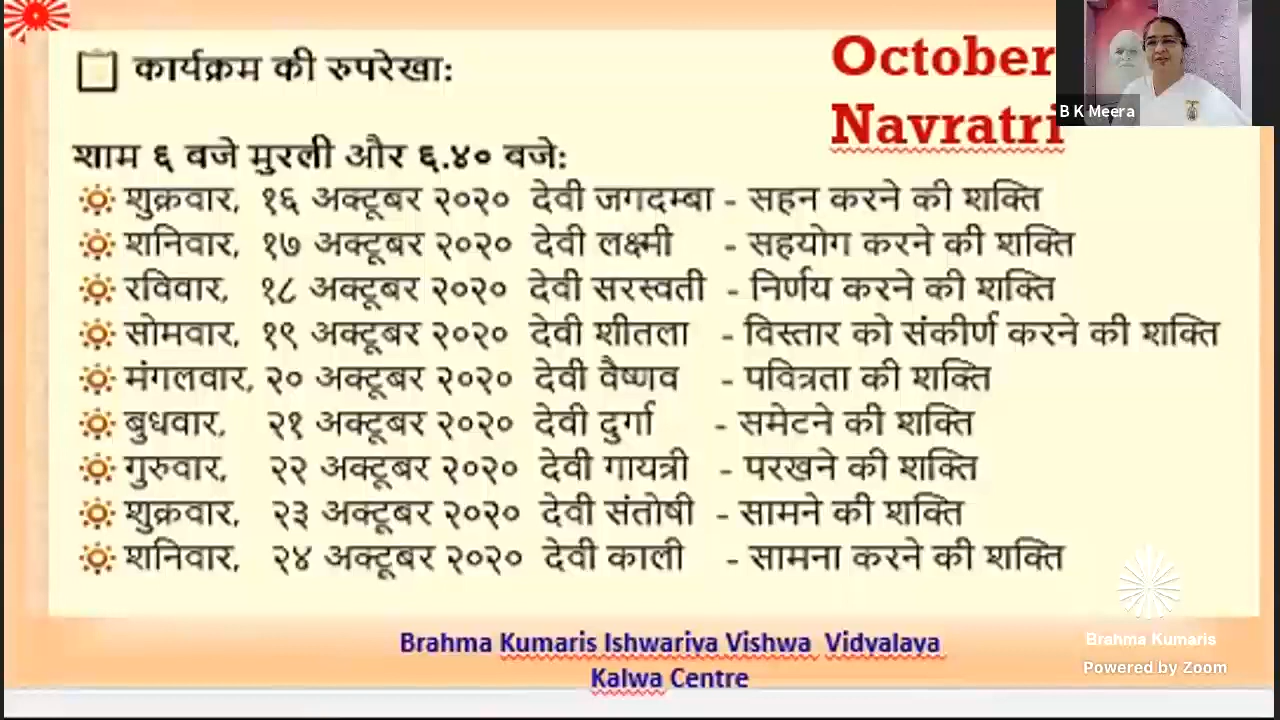 कार्यक्रम की रुपरेखा:
October
Navratri
B K Meera
शाम ६ बजे मुरली और ६.४० बजे:
शुक्रवार, १६ अक्टूबर २०२० देवी जगदम्बा - सहन करने की शक्ति
शनिवार, १७ अक्टूबर २०२० देवी लक्ष्मी - सहयोग करने की शक्ति
रविवार, १८ अक्टूबर २०२० देवी सरस्वती - निर्णय करने की शक्ति
सोमवार, १९ अक्टूबर २०२० देवी शीतला - विस्तार को संकीर्ण करने की शक्ति
मंगलवार, २० अक्टूबर २०२० देवी वैष्णव - पवित्रता की शक्ति
बुधवार, २१ अक्टूबर २०२० देवी दुर्गा - समेटने की शक्ति
गुरुवार, २२ अक्टूबर २०२० देवी गायत्री - परखने की शक्ति
शुक्रवार, २३ अक्टूबर २०२० देवी संतोषी - सामने की शक्ति
शनिवार, २४ अक्टूबर २०२० देवी काली - सामना करने की शक्ति
Brahma Kumaris Ishwariya Vishwa Vidyalaya
Kalwa Centre
Brahma Kumaris
Powered by Zoom